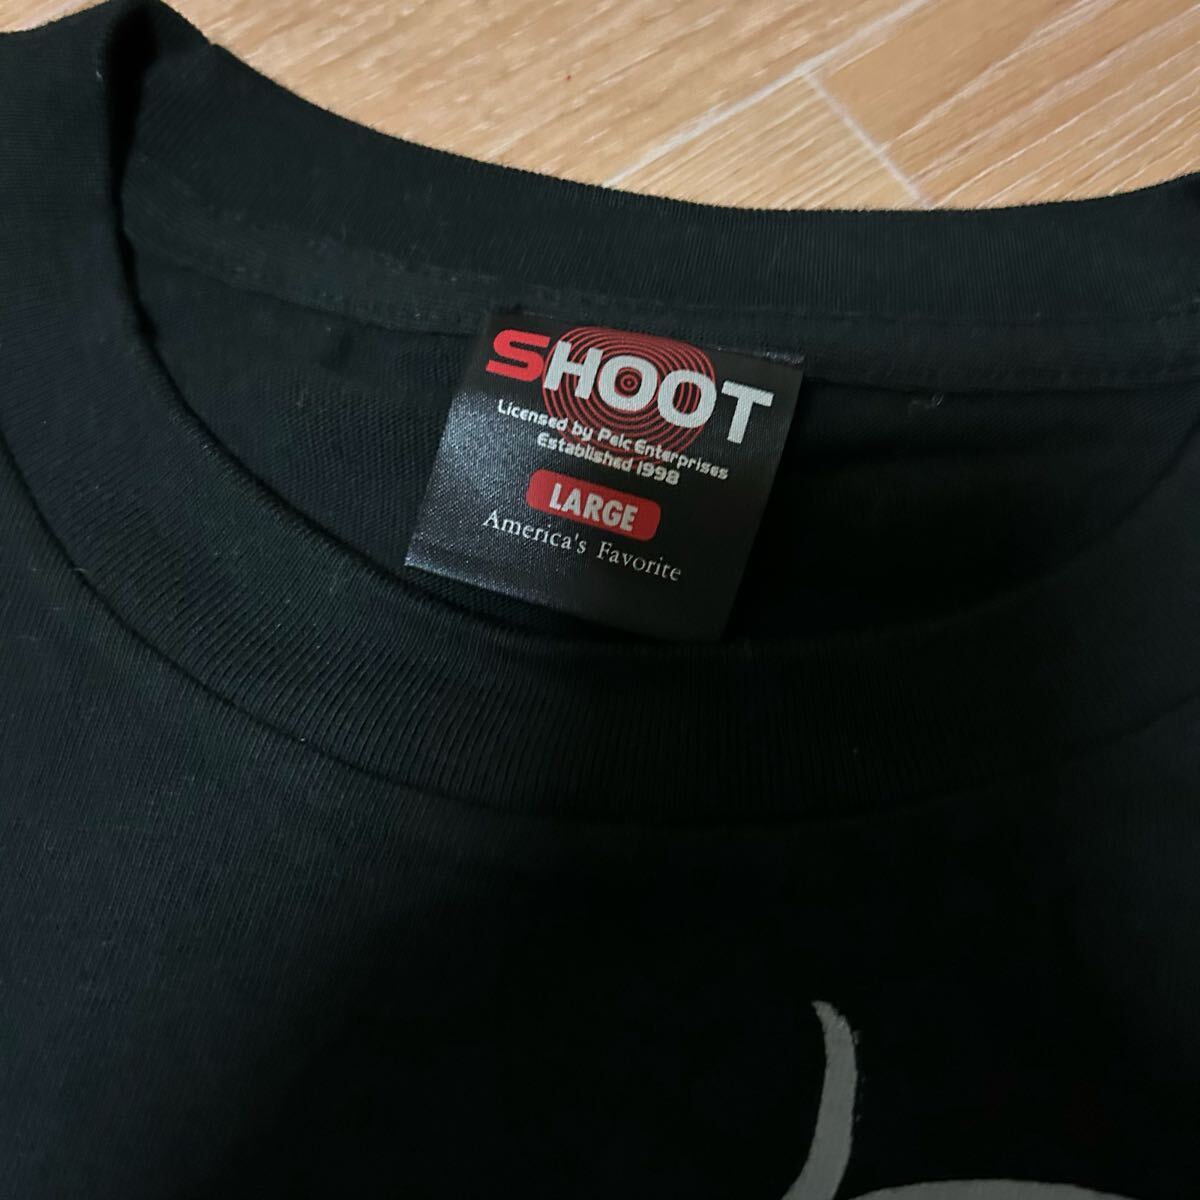 SHOOT
Licensed by Pelc Enterprises
Established 1998
LARGE
America's Favorite